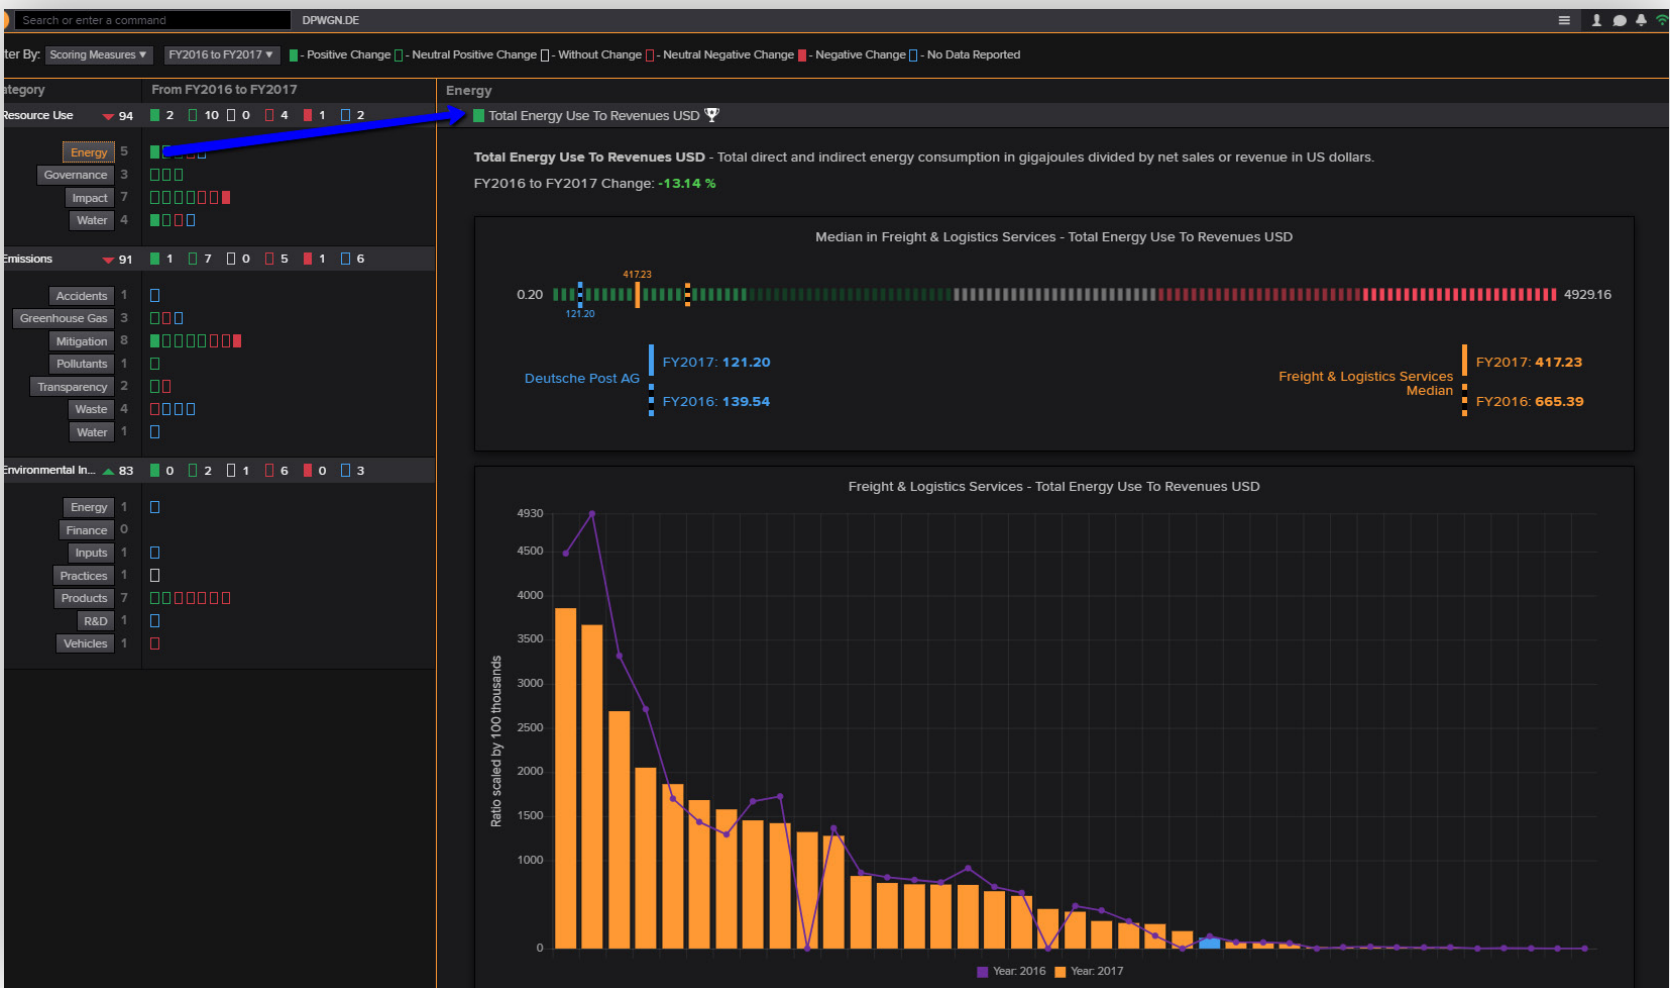 Search or enter a command
DPWGN.DE
ter By: Scoring Measures ▼ FY2016 to FY2017 ▼ - Positive Change - Neutral Positive Change - Without Change - Neutral Negative Change - Negative Change - No Data Reported
ategory From FY2016 to FY2017
Resource Use 94 2 10 0 4 1 2
Energy 5
Governance 3
Impact 7
Water 4
Emissions 91 1 7 0 5 1 6
Accidents 1
Greenhouse Gas 3
Mitigation 8
Pollutants 1
Transparency 2
Waste 4
Water 1
Environmental In... 83 0 2 1 6 0 3
Energy 1
Finance 0
Inputs 1
Practices 1
Products 7
R&D 1
Vehicles 1
Energy
Total Energy Use To Revenues USD
Total Energy Use To Revenues USD - Total direct and indirect energy consumption in gigajoules divided by net sales or revenue in US dollars.
FY2016 to FY2017 Change: -13.14 %
Median in Freight & Logistics Services - Total Energy Use To Revenues USD
417.23
0.20 4929.16
121.20
Deutsche Post AG
FY2017: 121.20
FY2016: 139.54
Freight & Logistics Services
Median
FY2017: 417.23
FY2016: 665.39
Freight & Logistics Services - Total Energy Use To Revenues USD
Ratio scaled by 100 thousands
4930
4500
4000
3500
3000
2500
2000
1500
1000
0
Year: 2016 Year: 2017